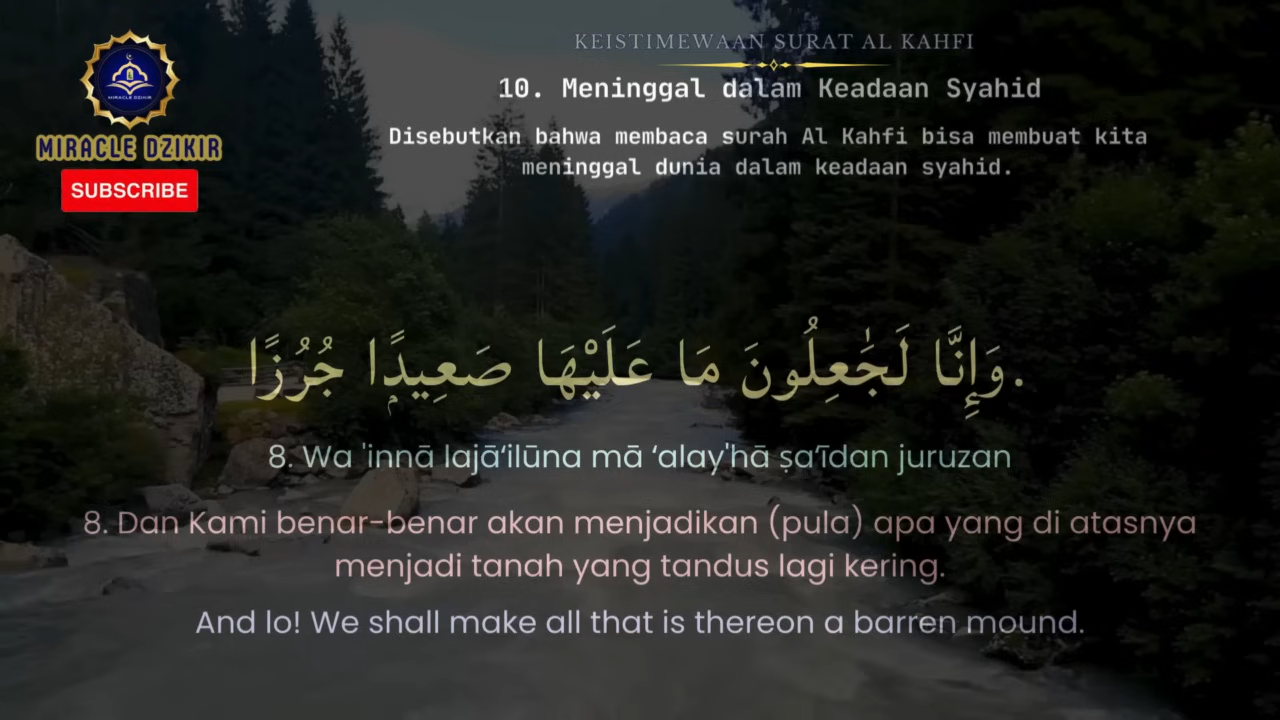 KEISTIMEWAAN SURAT AL KAHFI
10. Meninggal dalam Keadaan Syahid
Disebutkan bahwa membaca surah Al Kahfi bisa membuat kita
meninggal dunia dalam keadaan syahid.
MIRACLE DZIKIR
MIRACLE DZIKIR
SUBSCRIBE
وَإِنَّا لَجَٰعِلُونَ مَا عَلَيْهَا صَعِيدًۭا جُرُزًا.
8. Wa 'innā lajā‘ilūna mā ‘alay'hā ṣa‘īdan juruzan
8. Dan Kami benar-benar akan menjadikan (pula) apa yang di atasnya
menjadi tanah yang tandus lagi kering.
And lo! We shall make all that is thereon a barren mound.